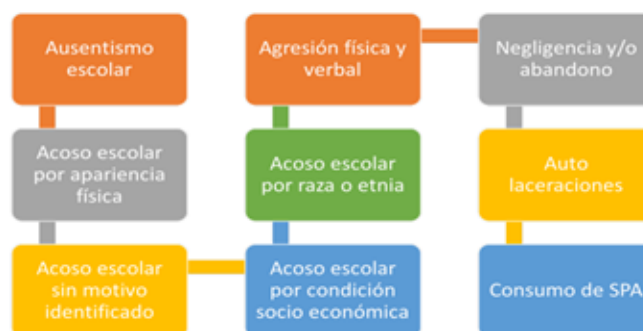 Ausentismo
escolar
Acoso escolar
por apariencia
física
Acoso escolar
sin motivo
identificado
Acoso escolar
por condición
socio económica
Acoso escolar
por raza o etnia
Agresión física y
verbal
Negligencia y/o
abandono
Auto
laceraciones
Consumo de SPA